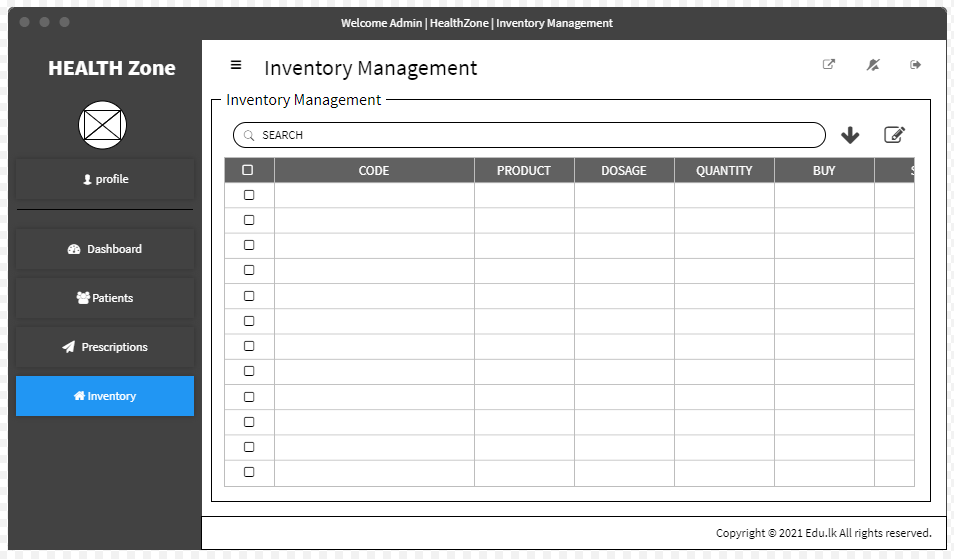 Welcome Admin | HealthZone | Inventory Management
HEALTH Zone
profile
Dashboard
Patients
Prescriptions
Inventory
Inventory Management
Inventory Management
SEARCH
CODE PRODUCT DOSAGE QUANTITY BUY
Copyright © 2021 Edu.lk All rights reserved.